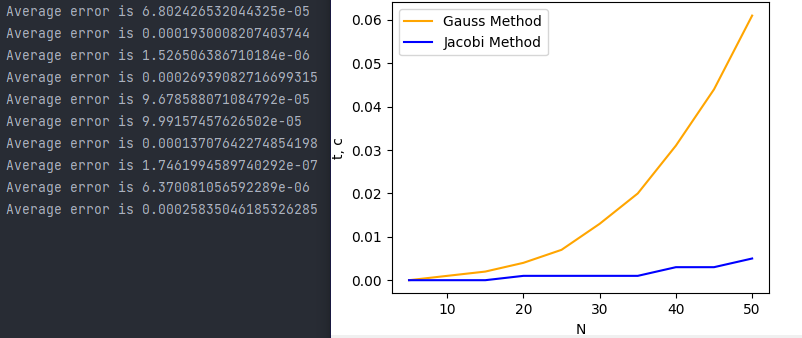 Average error is 6.802426532044325e-05
Average error is 0.0001930008207403744
Average error is 1.526506386710184e-06
Average error is 0.00026939082716699315
Average error is 9.678588071084792e-05
Average error is 9.99157457626502e-05
Average error is 0.00013707642274854198
Average error is 1.7461994589740292e-07
Average error is 6.370081056592289e-06
Average error is 0.00025835046185326285
Gauss Method
Jacobi Method
0.06
0.05
0.04
0.03
0.02
0.01
0.00
t, c
10 20 30 40 50
N